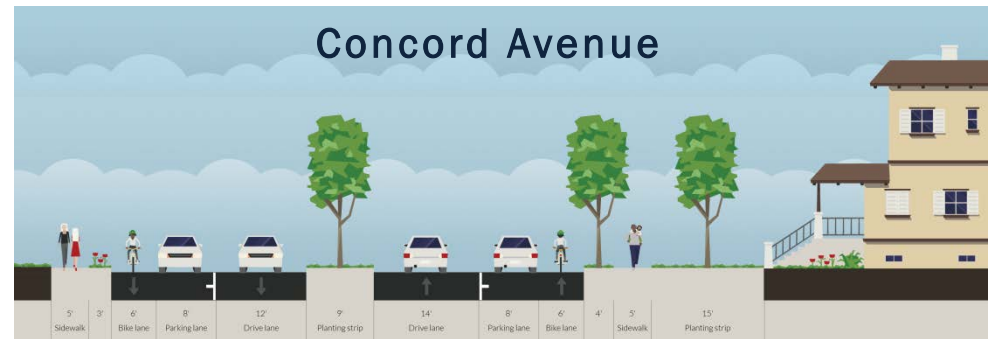 Concord Avenue
5' 3' 6' 8' 12' 9' 14' 8' 6' 4' 5' 15'
Sidewalk Bike lane Parking lane Drive lane Planting strip Drive lane Parking lane Bike lane Sidewalk Planting strip